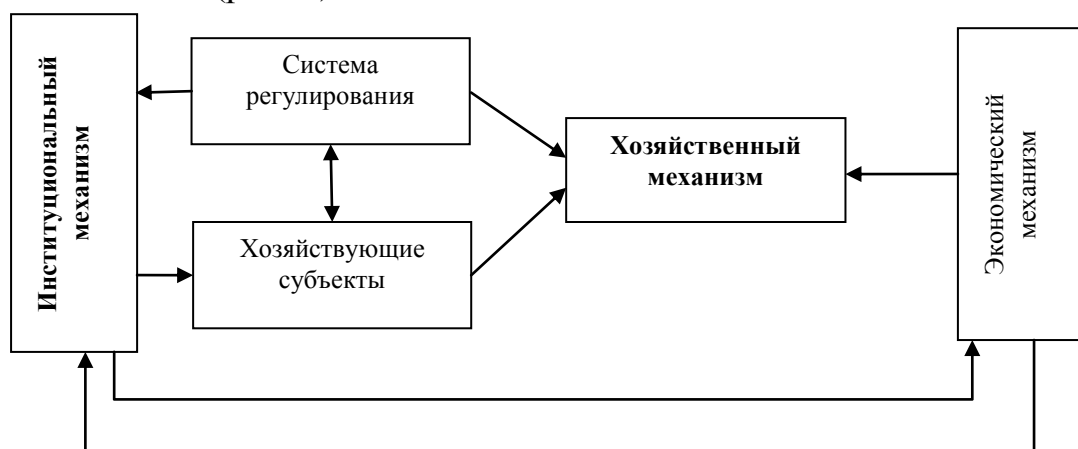 Институциональный
механизм
Система
регулирования
Хозяйствующие
субъекты
Хозяйственный
механизм
Экономический
механизм